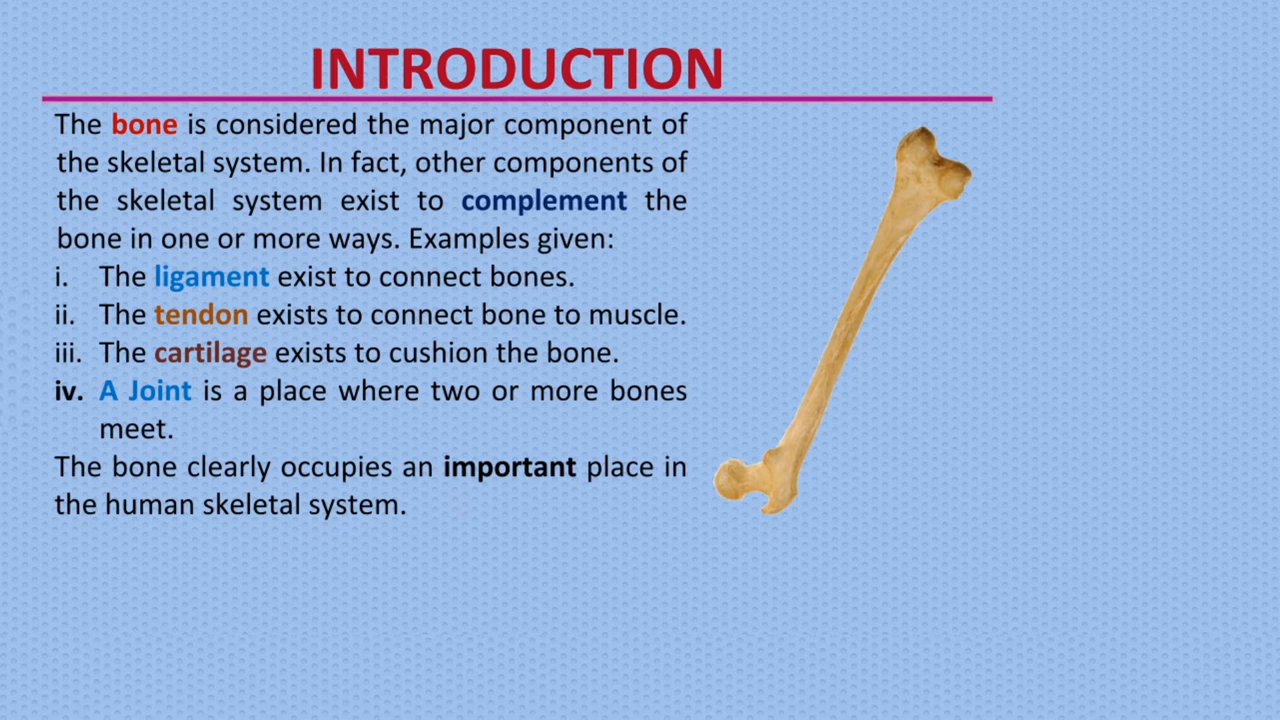 INTRODUCTION
The bone is considered the major component of
the skeletal system. In fact, other components of
the skeletal system exist to complement the
bone in one or more ways. Examples given:
i. The ligament exist to connect bones.
ii. The tendon exists to connect bone to muscle.
iii. The cartilage exists to cushion the bone.
iv. A Joint is a place where two or more bones
meet.
The bone clearly occupies an important place in
the human skeletal system.